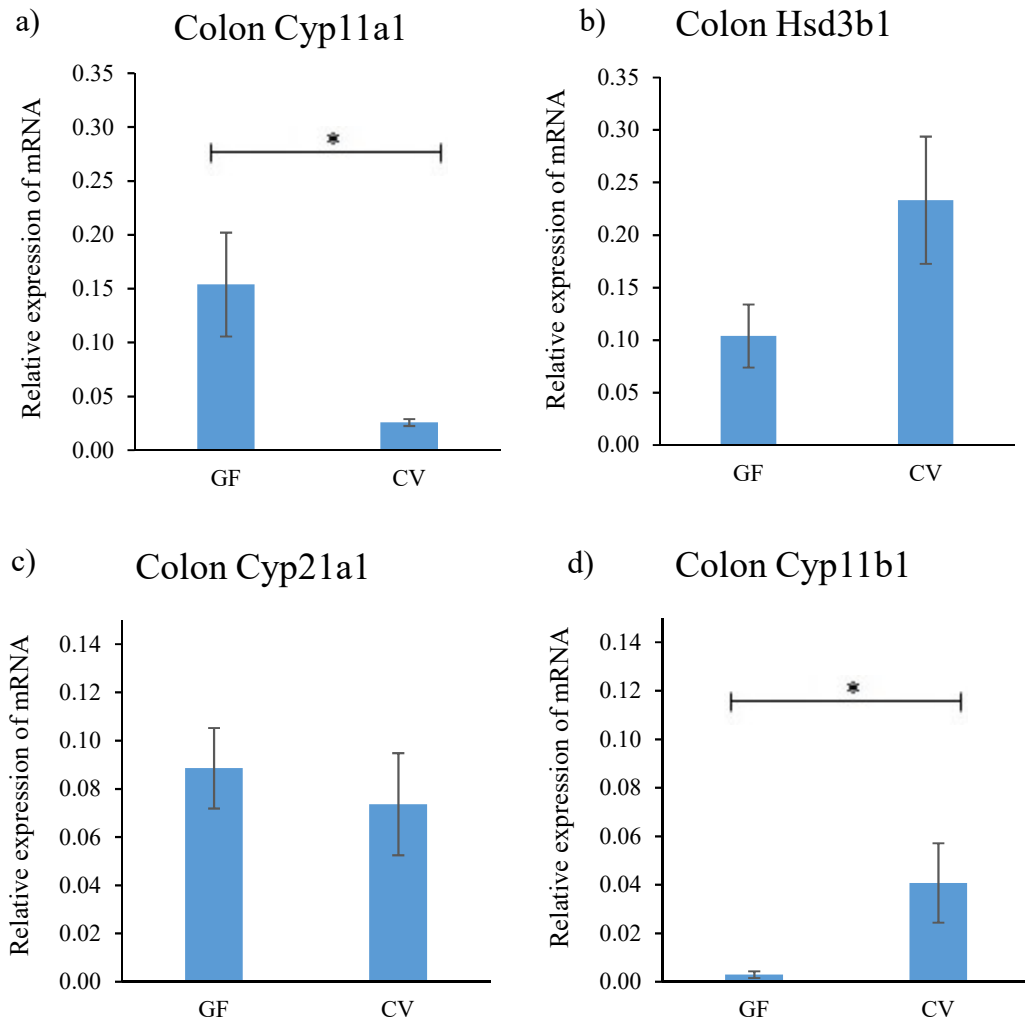 a)
Colon Cyp11a1
Relative expression of mRNA
0.35
0.30
0.25
0.20
0.15
0.10
0.05
0.00
*
GF
CV
b)
Colon Hsd3b1
Relative expression of mRNA
0.35
0.30
0.25
0.20
0.15
0.10
0.05
0.00
GF
CV
c)
Colon Cyp21a1
Relative expression of mRNA
0.14
0.12
0.10
0.08
0.06
0.04
0.02
0.00
GF
CV
d)
Colon Cyp11b1
Relative expression of mRNA
0.14
0.12
0.10
0.08
0.06
0.04
0.02
0.00
*
GF
CV